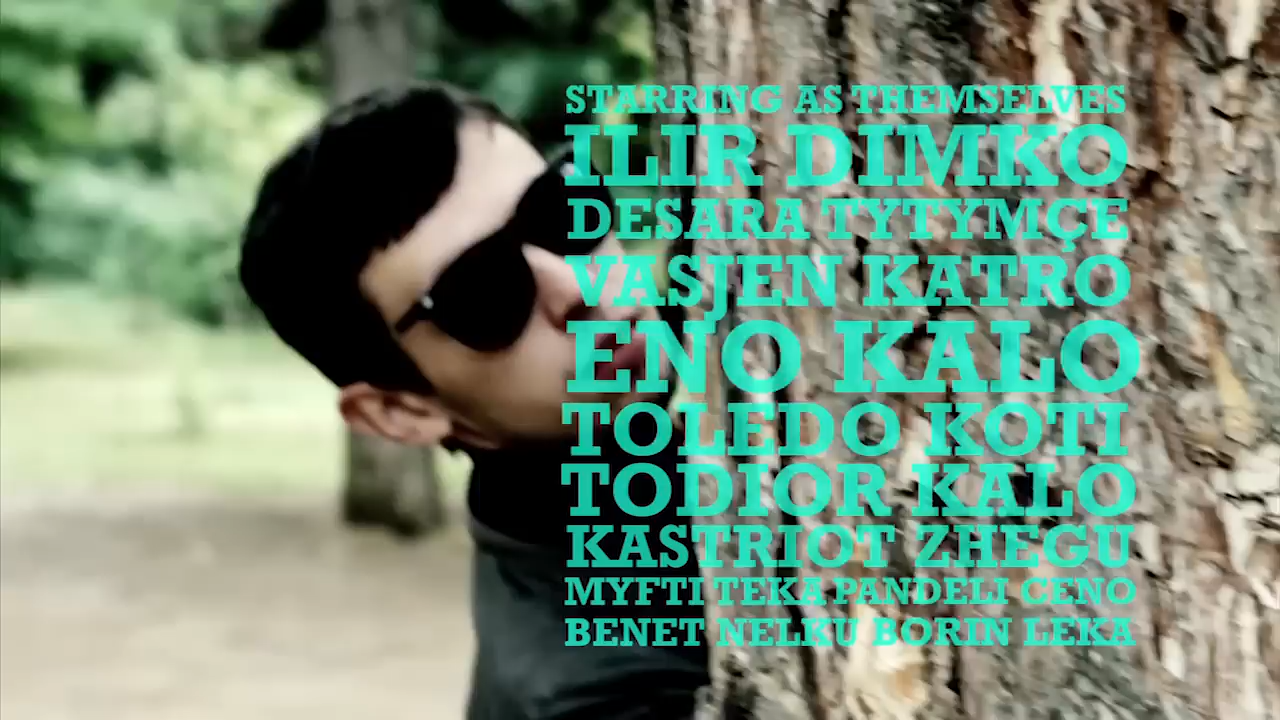 STARRING AS THEMSELVES
ILIR DIMKO
DESARA TYTYMÇE
VASJEN KATRO
ENO KALO
TOLEDO KOTI
TODIOR KALO
KASTRIOT ZHEGU
MYFTI TEKA PANDELI CENO
BENET NELKU BORIN LEKA